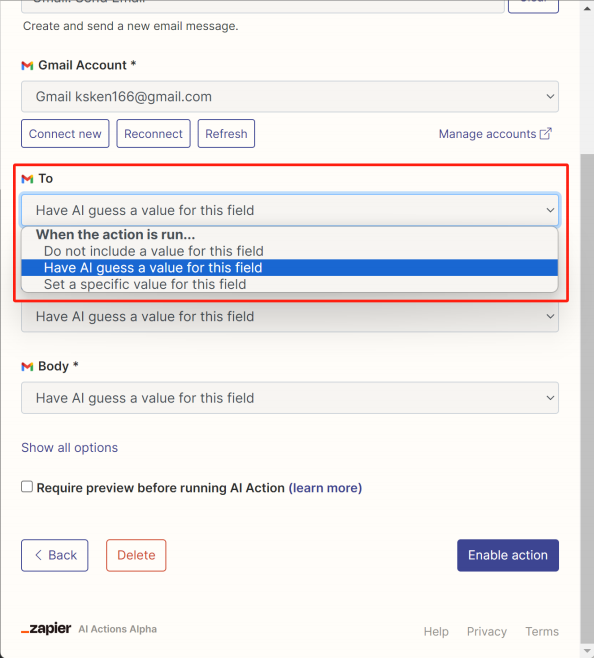 Create and send a new email message.
Gmail Account *
Gmail ksken166@gmail.com
Connect new
Reconnect
Refresh
Manage accounts
To
Have AI guess a value for this field
When the action is run...
Do not include a value for this field
Have AI guess a value for this field
Set a specific value for this field
Have AI guess a value for this field
Body *
Have AI guess a value for this field
Show all options
Require preview before running AI Action (learn more)
Back
Delete
Enable action
zapier AI Actions Alpha
Help
Privacy
Terms